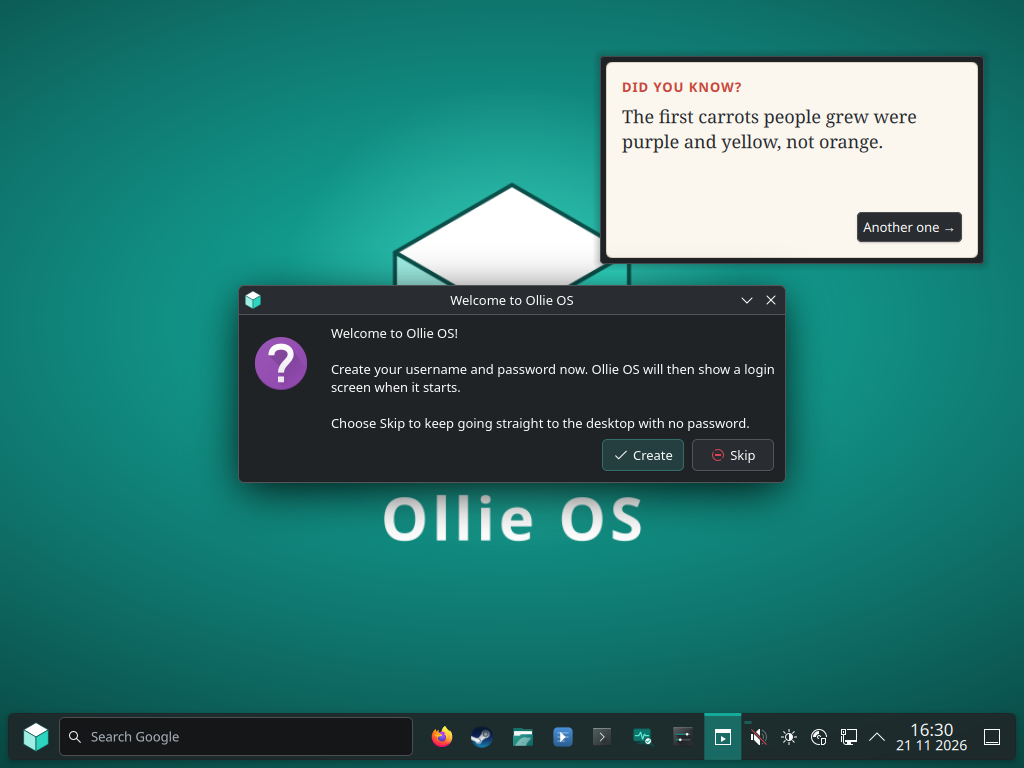 DID YOU KNOW?
The first carrots people grew were
purple and yellow, not orange.
Another one →
Welcome to Ollie OS
Welcome to Ollie OS!
Create your username and password now. Ollie OS will then show a login
screen when it starts.
Choose Skip to keep going straight to the desktop with no password.
Create
Skip
Ollie OS
Search Google
16:30
21 11 2026